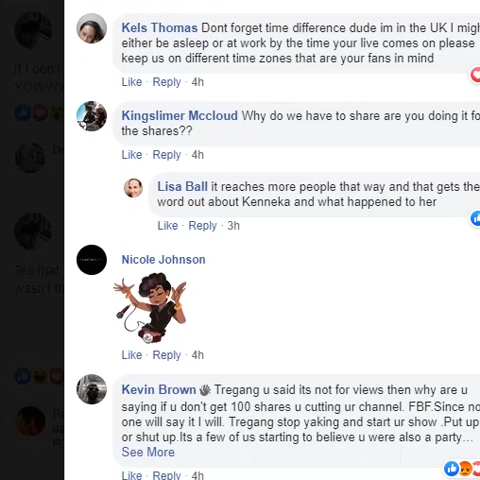 Kels Thomas Dont forget time difference dude im in the UK I
either be asleep or at work by the time your live comes on please
keep us on different time zones that are your fans in mind
Like · Reply · 4h
Kingslimer Mccloud Why do we have to share are you doing it
the shares??
Like · Reply · 4h
Lisa Ball it reaches more people that way and that gets the
word out about Kenneka and what happened to her
Like · Reply · 3h
Nicole Johnson
Like · Reply · 4h
Kevin Brown Tregang u said its not for views then why are u
saying if u don't get 100 shares u cutting ur channel. FBF.Since
one will say it I will. Tregang stop yaking and start ur show .Put up
or shut up.Its a few of us starting to believe u were also a party...
See More
Like · Reply · 4h